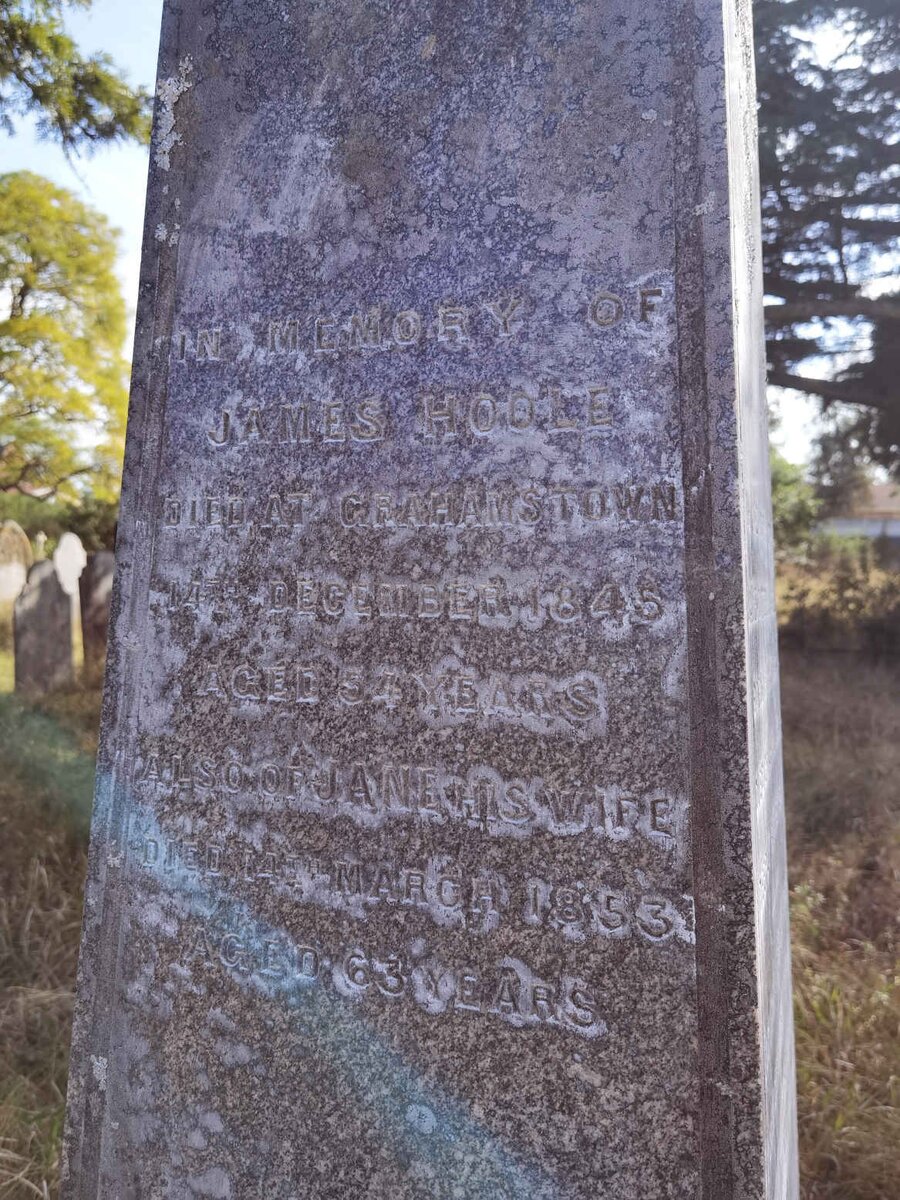 IN MEMORY OF
JAMES HOOLE
DIED AT GRAHAMSTOWN
14TH DECEMBER 1845
AGED 54 YEARS
ALSO OF JANE HIS WIFE
DIED 14TH MARCH 1853
AGED 63 YEARS